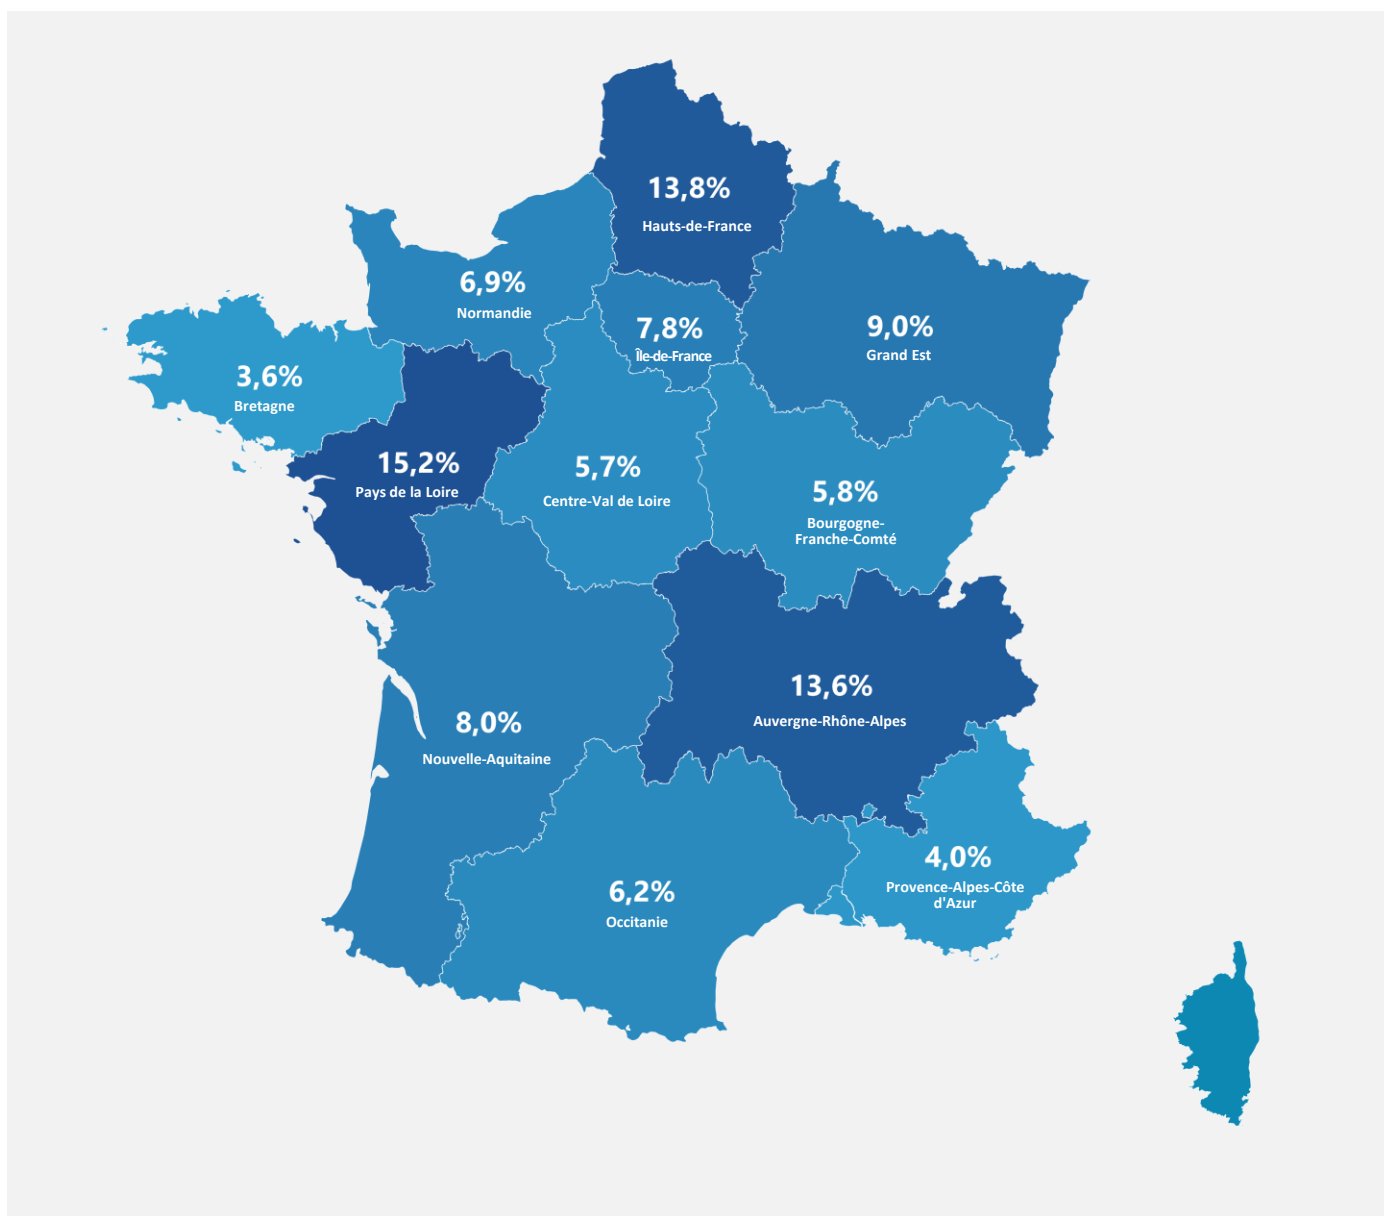 13,8%
Hauts-de-France
6,9%
Normandie
7,8%
Île-de-France
9,0%
Grand Est
3,6%
Bretagne
15,2%
Pays de la Loire
5,7%
Centre-Val de Loire
5,8%
Bourgogne-
Franche-Comté
13,6%
Auvergne-Rhône-Alpes
8,0%
Nouvelle-Aquitaine
4,0%
Provence-Alpes-Côte
d'Azur
6,2%
Occitanie